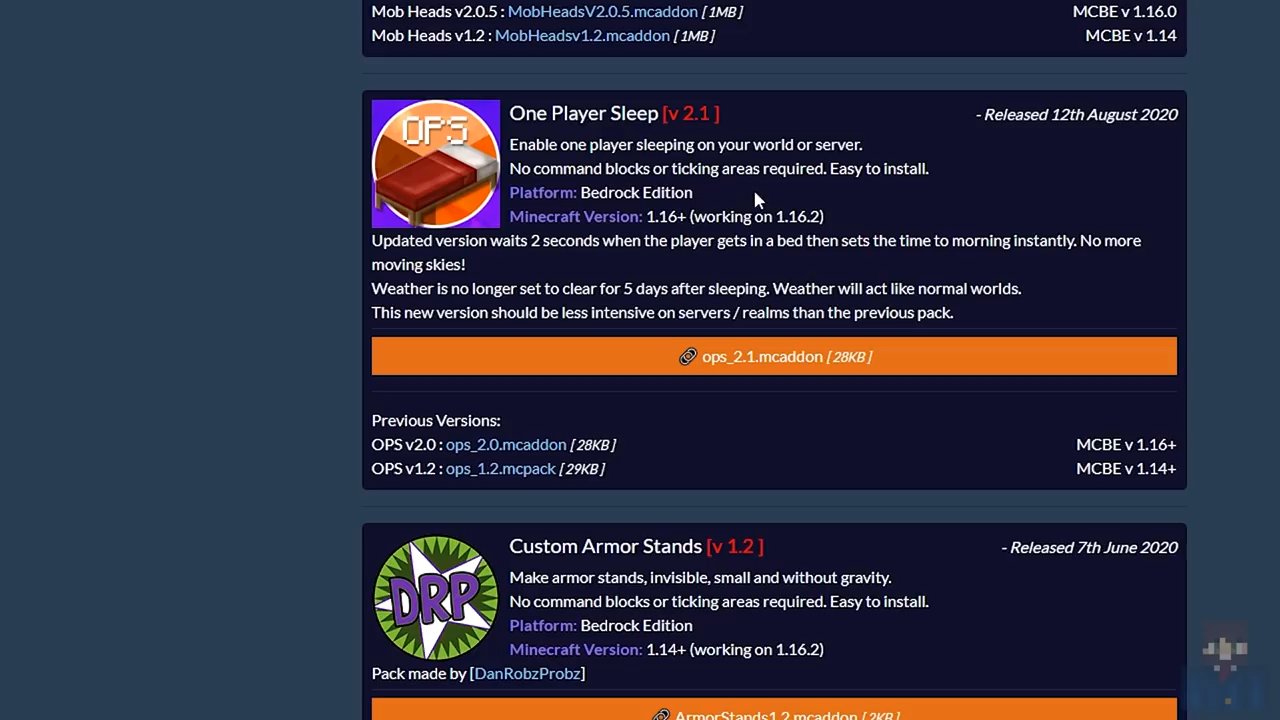 Mob Heads v2.0.5 : MobHeadsV2.0.5.mcaddon [ 1MB ] MCBE v 1.16.0
Mob Heads v1.2 : MobHeadsv1.2.mcaddon [ 1MB ] MCBE v 1.14
OPS
One Player Sleep [v 2.1 ] - Released 12th August 2020
Enable one player sleeping on your world or server.
No command blocks or ticking areas required. Easy to install.
Platform: Bedrock Edition
Minecraft Version: 1.16+ (working on 1.16.2)
Updated version waits 2 seconds when the player gets in a bed then sets the time to morning instantly. No more
moving skies!
Weather is no longer set to clear for 5 days after sleeping. Weather will act like normal worlds.
This new version should be less intensive on servers / realms than the previous pack.
ops_2.1.mcaddon [ 28KB ]
Previous Versions:
OPS v2.0 : ops_2.0.mcaddon [ 28KB ] MCBE v 1.16+
OPS v1.2 : ops_1.2.mcpack [ 29KB ] MCBE v 1.14+
DRP
Custom Armor Stands [v 1.2 ] - Released 7th June 2020
Make armor stands, invisible, small and without gravity.
No command blocks or ticking areas required. Easy to install.
Platform: Bedrock Edition
Minecraft Version: 1.14+ (working on 1.16.2)
Pack made by [DanRobzProbz]
ArmorStands1.2.mcaddon [ 2KB ]